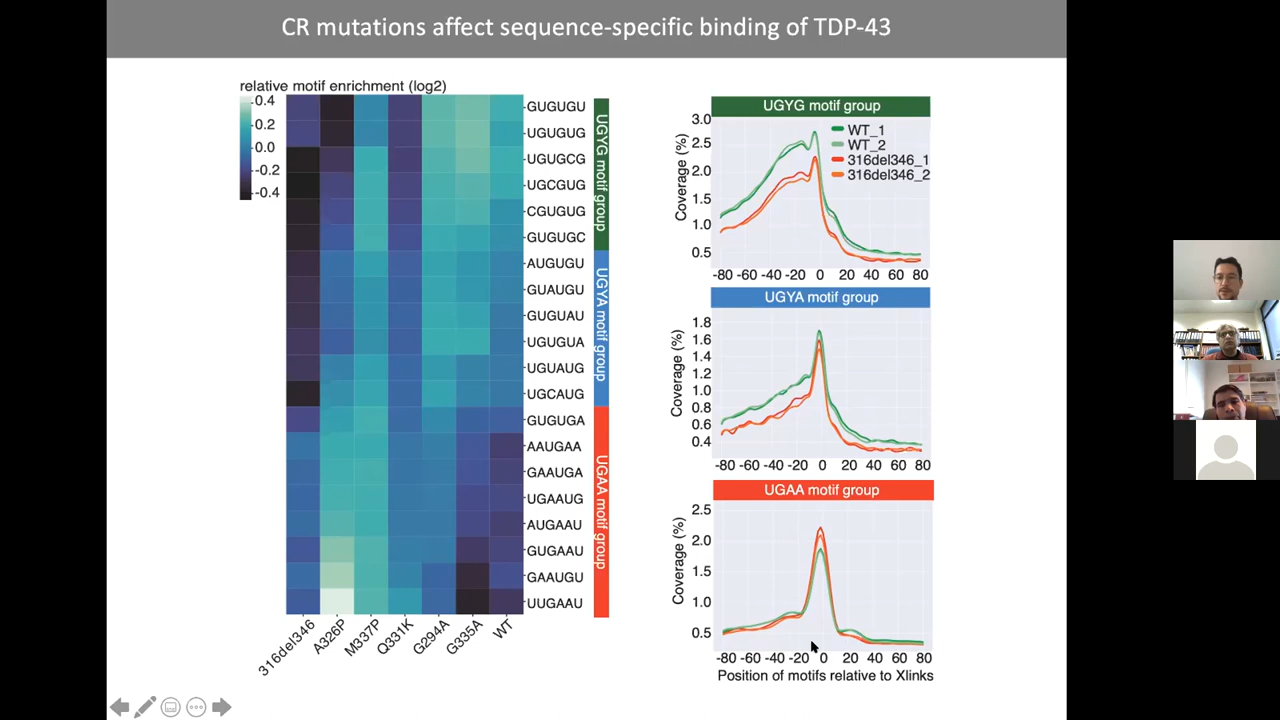 CR mutations affect sequence-specific binding of TDP-43
relative motif enrichment (log2)
0.4
0.2
0.0
-0.2
-0.4
GUGUGU
UGUGUG
UGUGCG
UGCGUG
CGUGUG
GUGUGC
AUGUGU
GUAUGU
GUGUAU
UGUGUA
UGUAUG
UGCAUG
GUGUGA
AAUGAA
GAAUGA
UGAAUG
AUGAAU
GUGAAU
GAAUGU
UUGAAU
UGYG motif group
UGYA motif group
UGAA motif group
316del346
A326P
M337P
Q331K
G294A
G335A
WT
UGYG motif group
WT_1
WT_2
316del346_1
316del346_2
Coverage (%)
3.0
2.5
2.0
1.5
1.0
0.5
-80 -60 -40 -20 0 20 40 60 80
UGYA motif group
Coverage (%)
1.8
1.6
1.4
1.2
1.0
0.8
0.6
0.4
-80 -60 -40 -20 0 20 40 60 80
UGAA motif group
Coverage (%)
2.5
2.0
1.5
1.0
0.5
-80 -60 -40 -20 0 20 40 60 80
Position of motifs relative to Xlinks